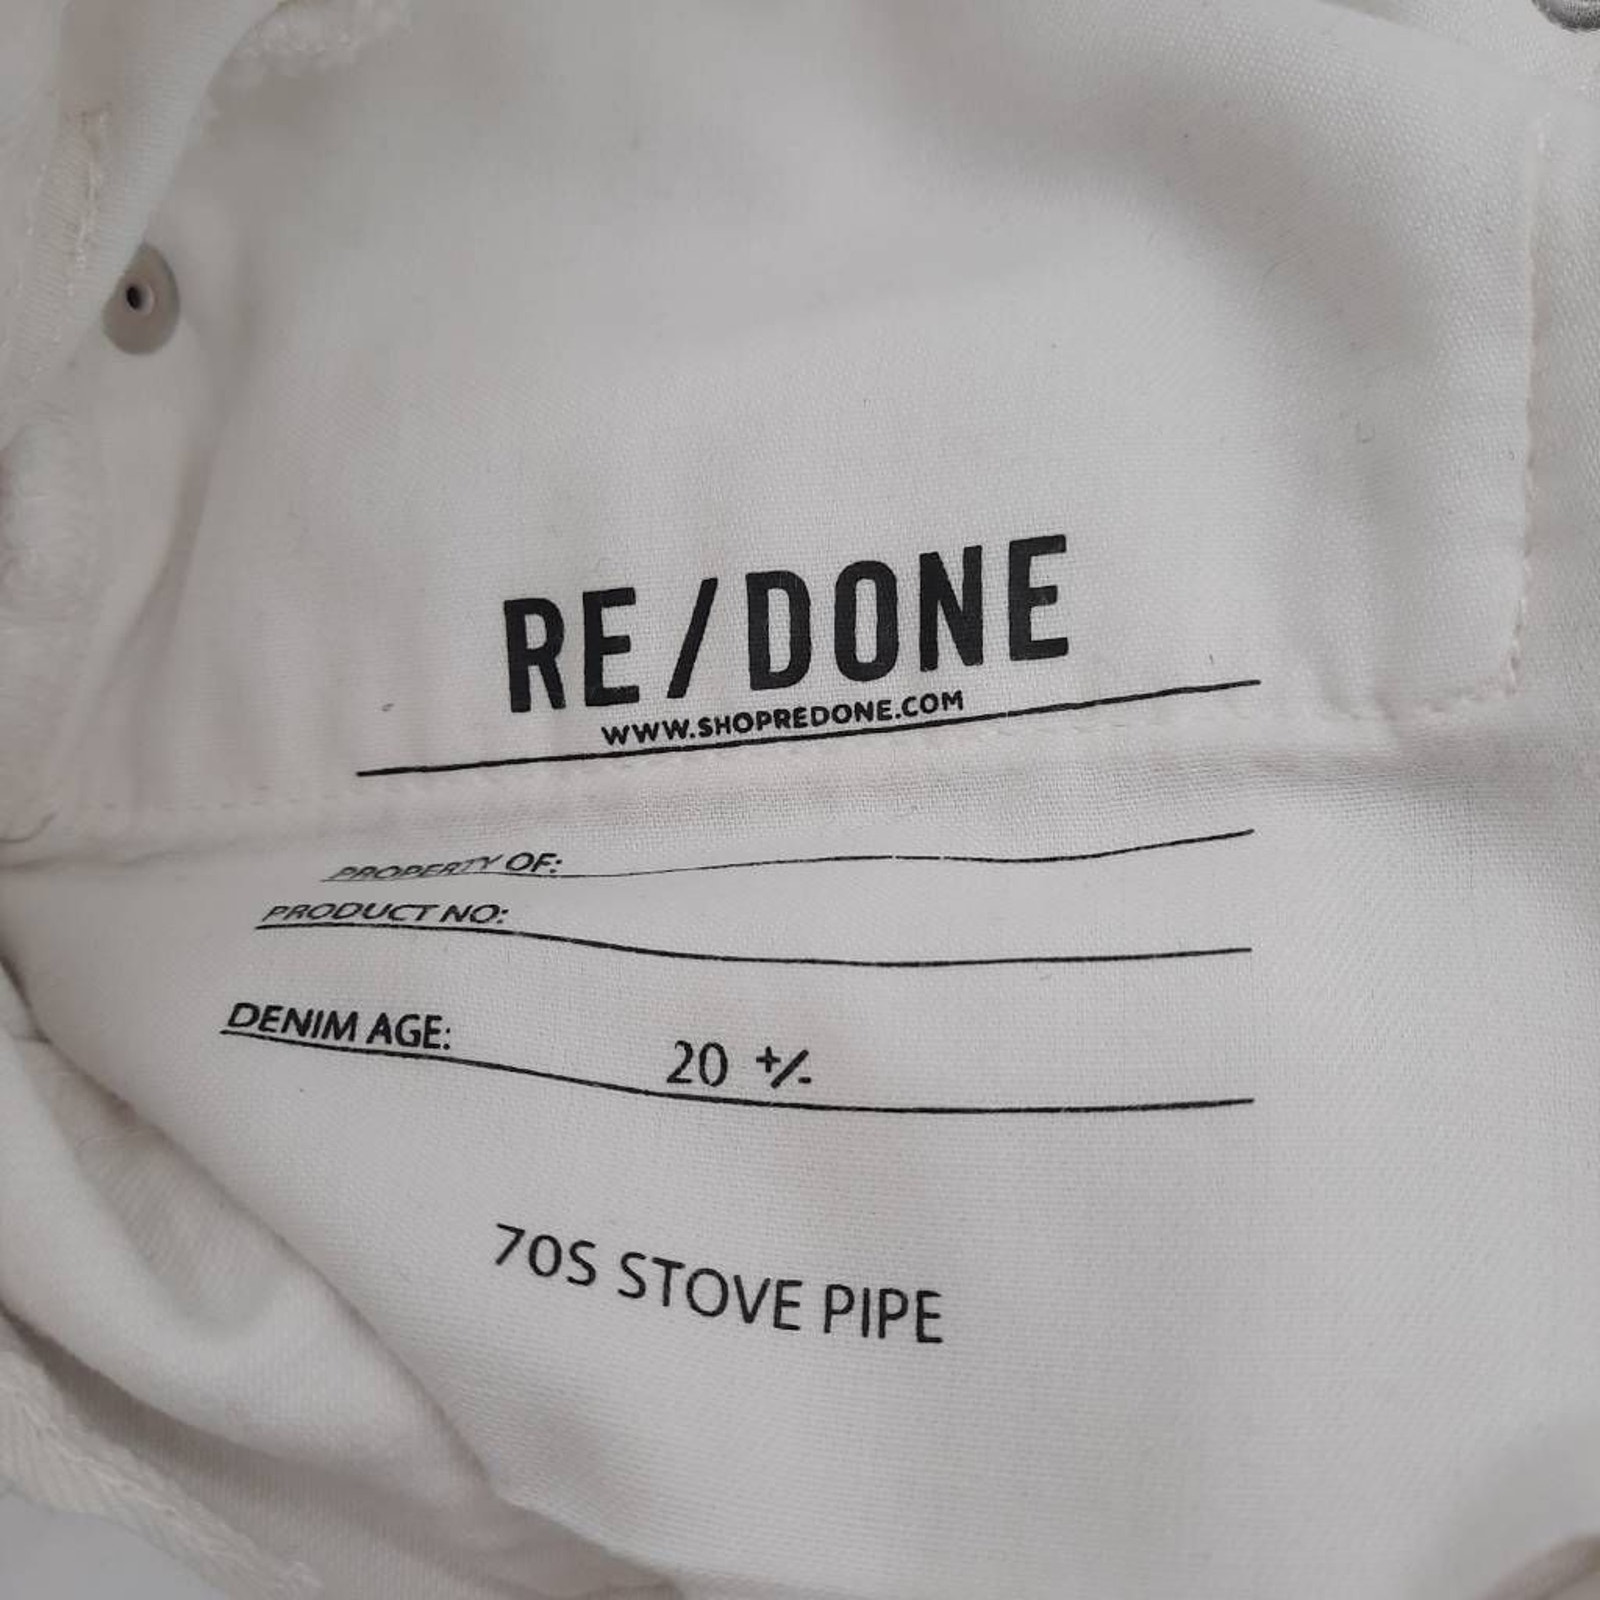 RE/DONE
WWW.SHOPREDONE.COM
PROPERTY OF:
PRODUCT NO:
DENIM AGE: 20 +/-
70S STOVE PIPE